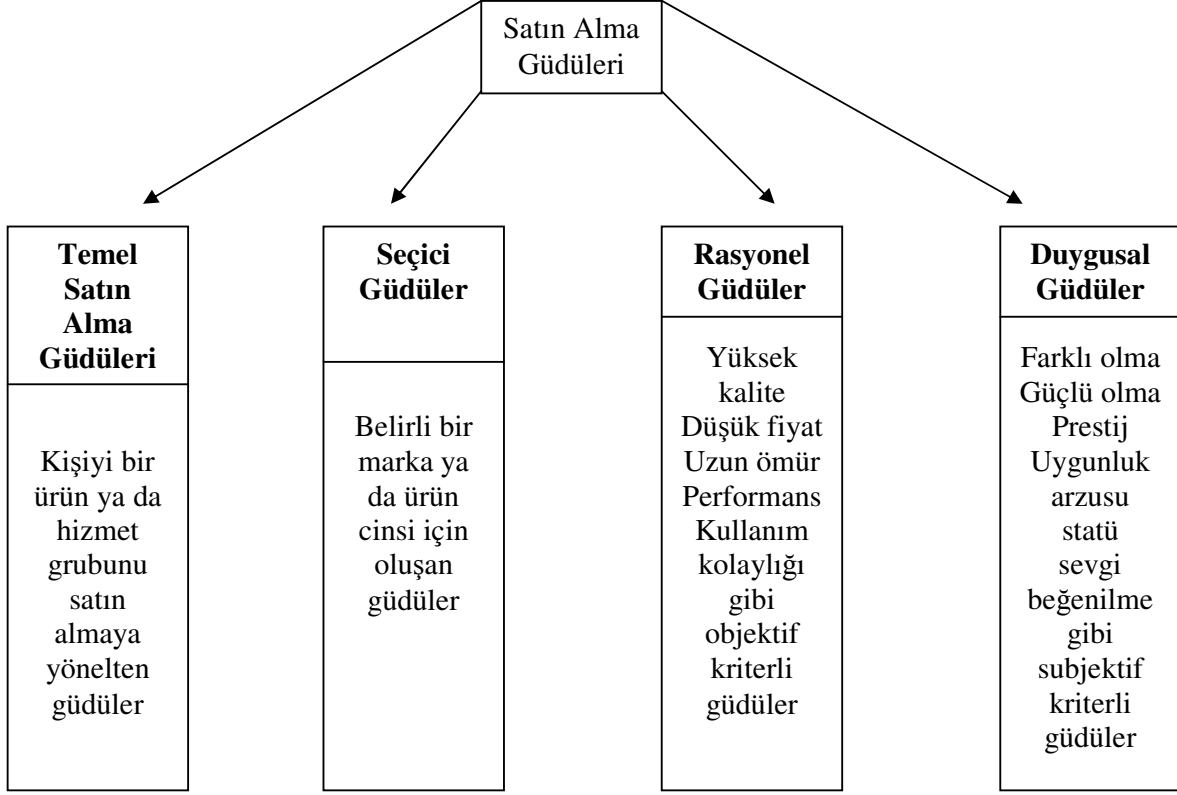 Satın Alma
Güdüleri
Temel
Satın
Alma
Güdüleri
Kişiyi bir
ürün ya da
hizmet
grubunu
satın
almaya
yönelten
güdüler
Seçici
Güdüler
Belirli bir
marka ya
da ürün
cinsi için
oluşan
güdüler
Rasyonel
Güdüler
Yüksek
kalite
Düşük fiyat
Uzun ömür
Performans
Kullanım
kolaylığı
gibi
objektif
kriterli
güdüler
Duygusal
Güdüler
Farklı olma
Güçlü olma
Prestij
Uygunluk
arzusu
statü
sevgi
beğenilme
gibi
subjektif
kriterli
güdüler